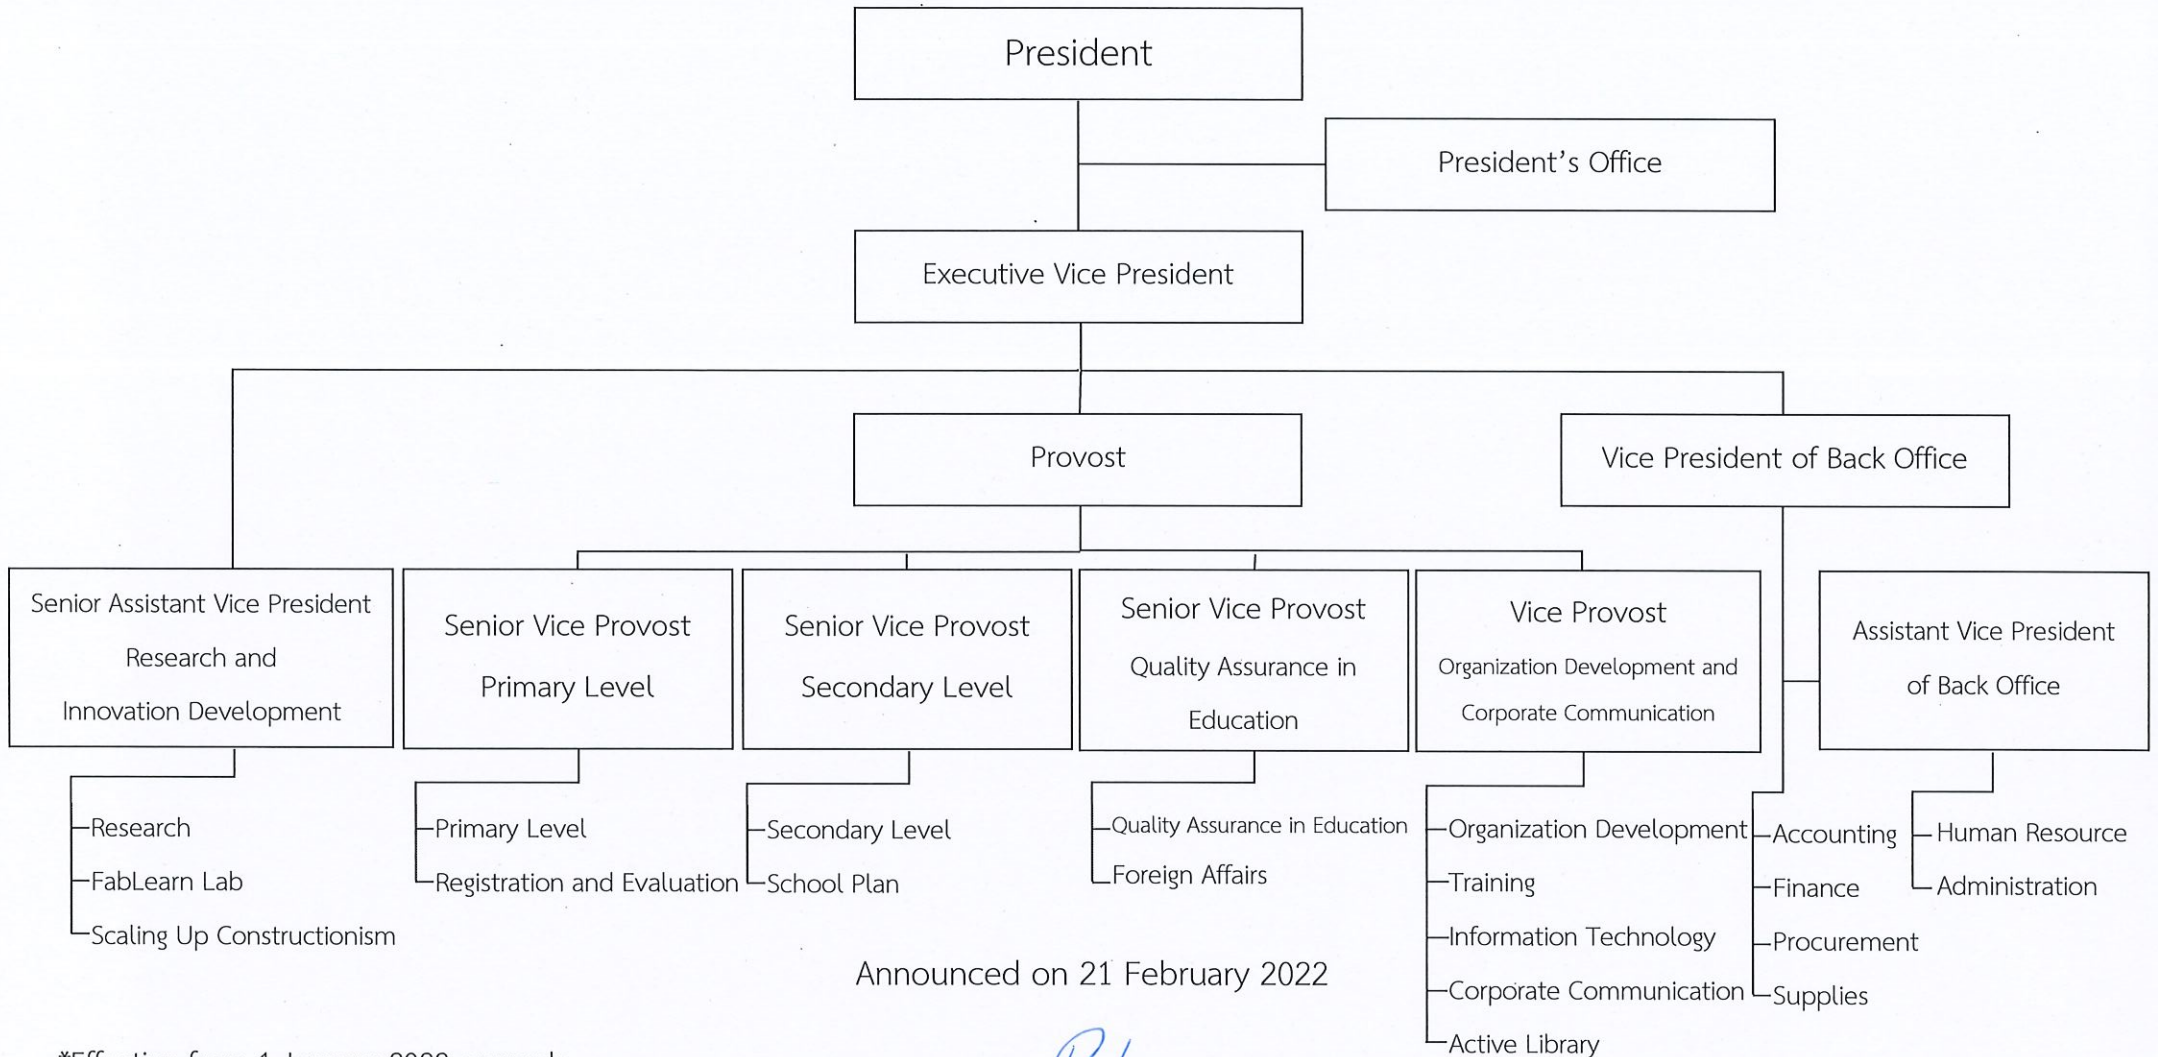 President
President's Office
Executive Vice President
Provost
Vice President of Back Office
Senior Assistant Vice President
Research and
Innovation Development
Senior Vice Provost
Primary Level
Senior Vice Provost
Secondary Level
Senior Vice Provost
Quality Assurance in
Education
Vice Provost
Organization Development and
Corporate Communication
Assistant Vice President
of Back Office
Research
FabLearn Lab
Scaling Up Constructionism
Primary Level
Registration and Evaluation
Secondary Level
School Plan
Quality Assurance in Education
Foreign Affairs
Organization Development
Training
Information Technology
Corporate Communication
Active Library
Accounting
Finance
Procurement
Supplies
Human Resource
Administration
Announced on 21 February 2022